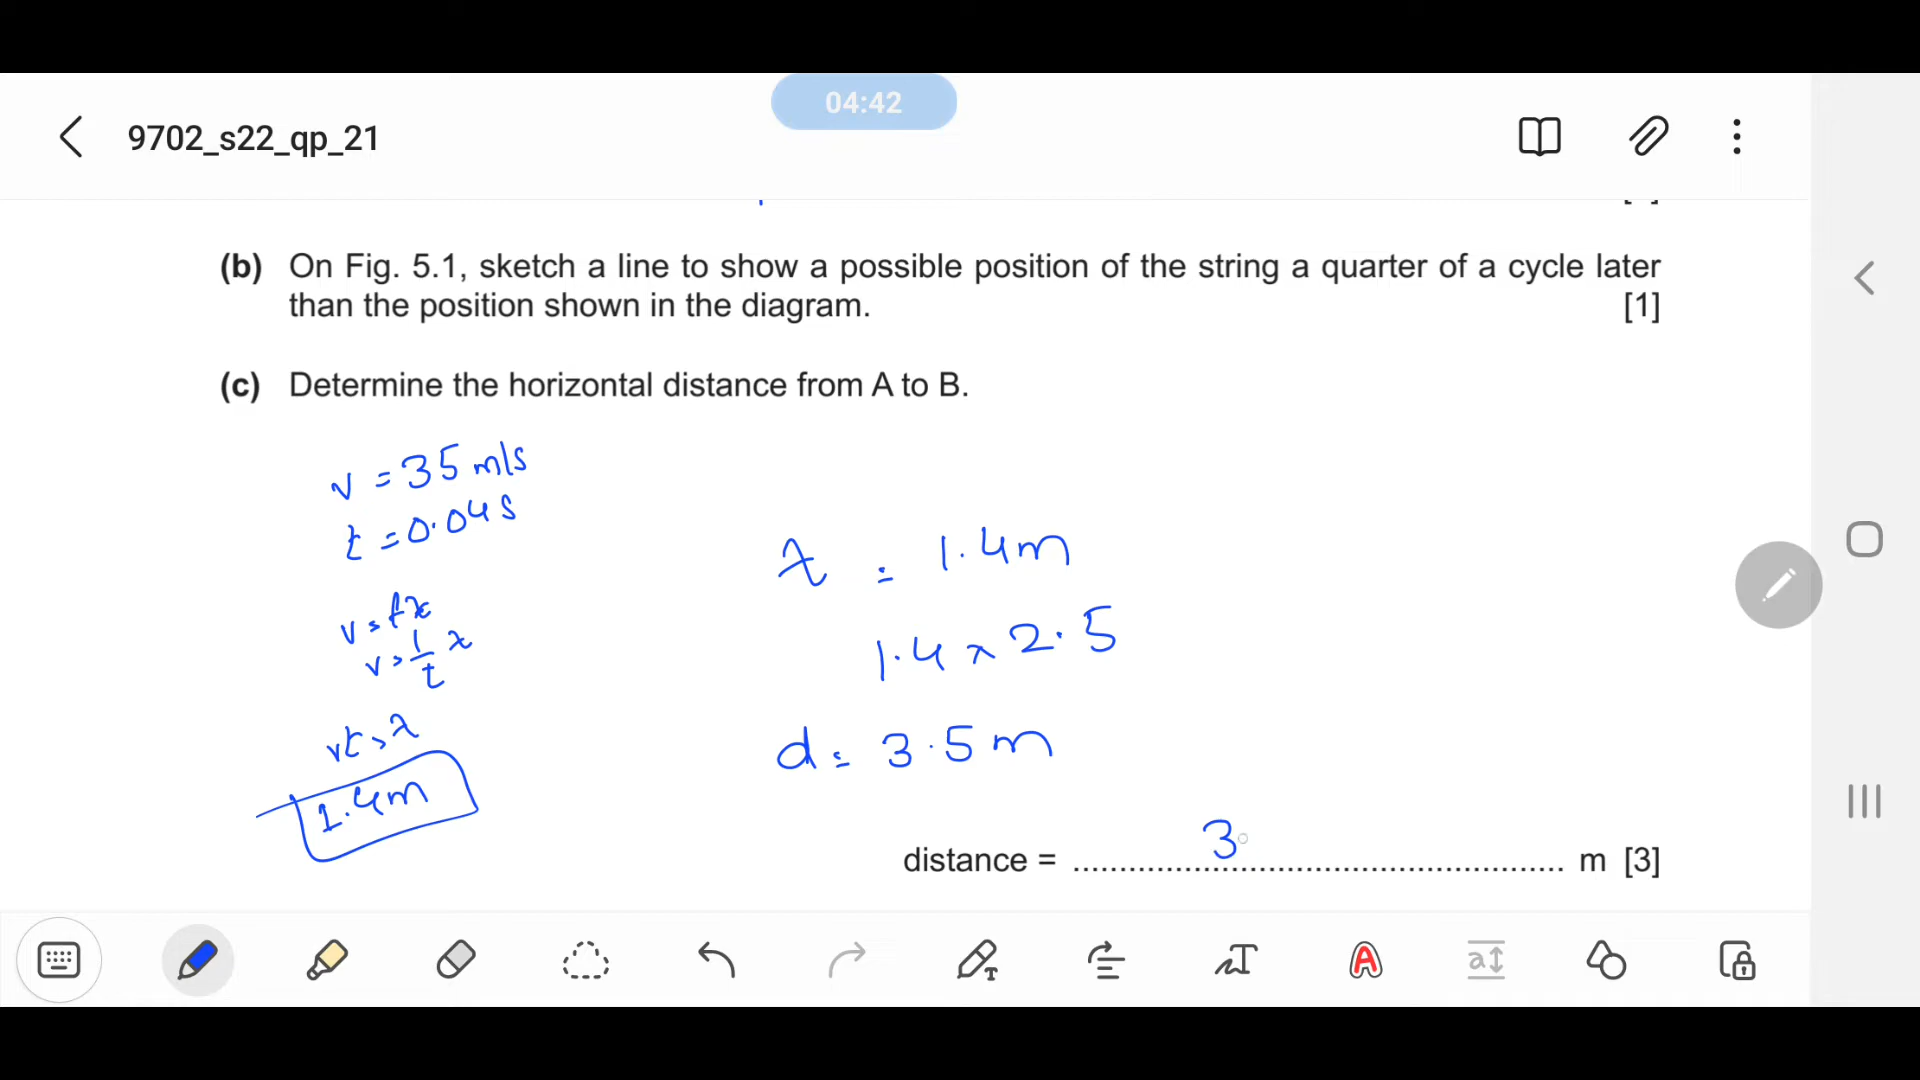 04:42
9702_s22_qp_21
(b) On Fig. 5.1, sketch a line to show a possible position of the string a quarter of a cycle later
than the position shown in the diagram. [1]
(c) Determine the horizontal distance from A to B.
v = 35 m/s
t = 0.04 s
v = fλ
v = 1/t λ
vt = λ
1.4m
λ = 1.4m
1.4 × 2.5
d = 3.5 m
3
distance = ........................................ m [3]